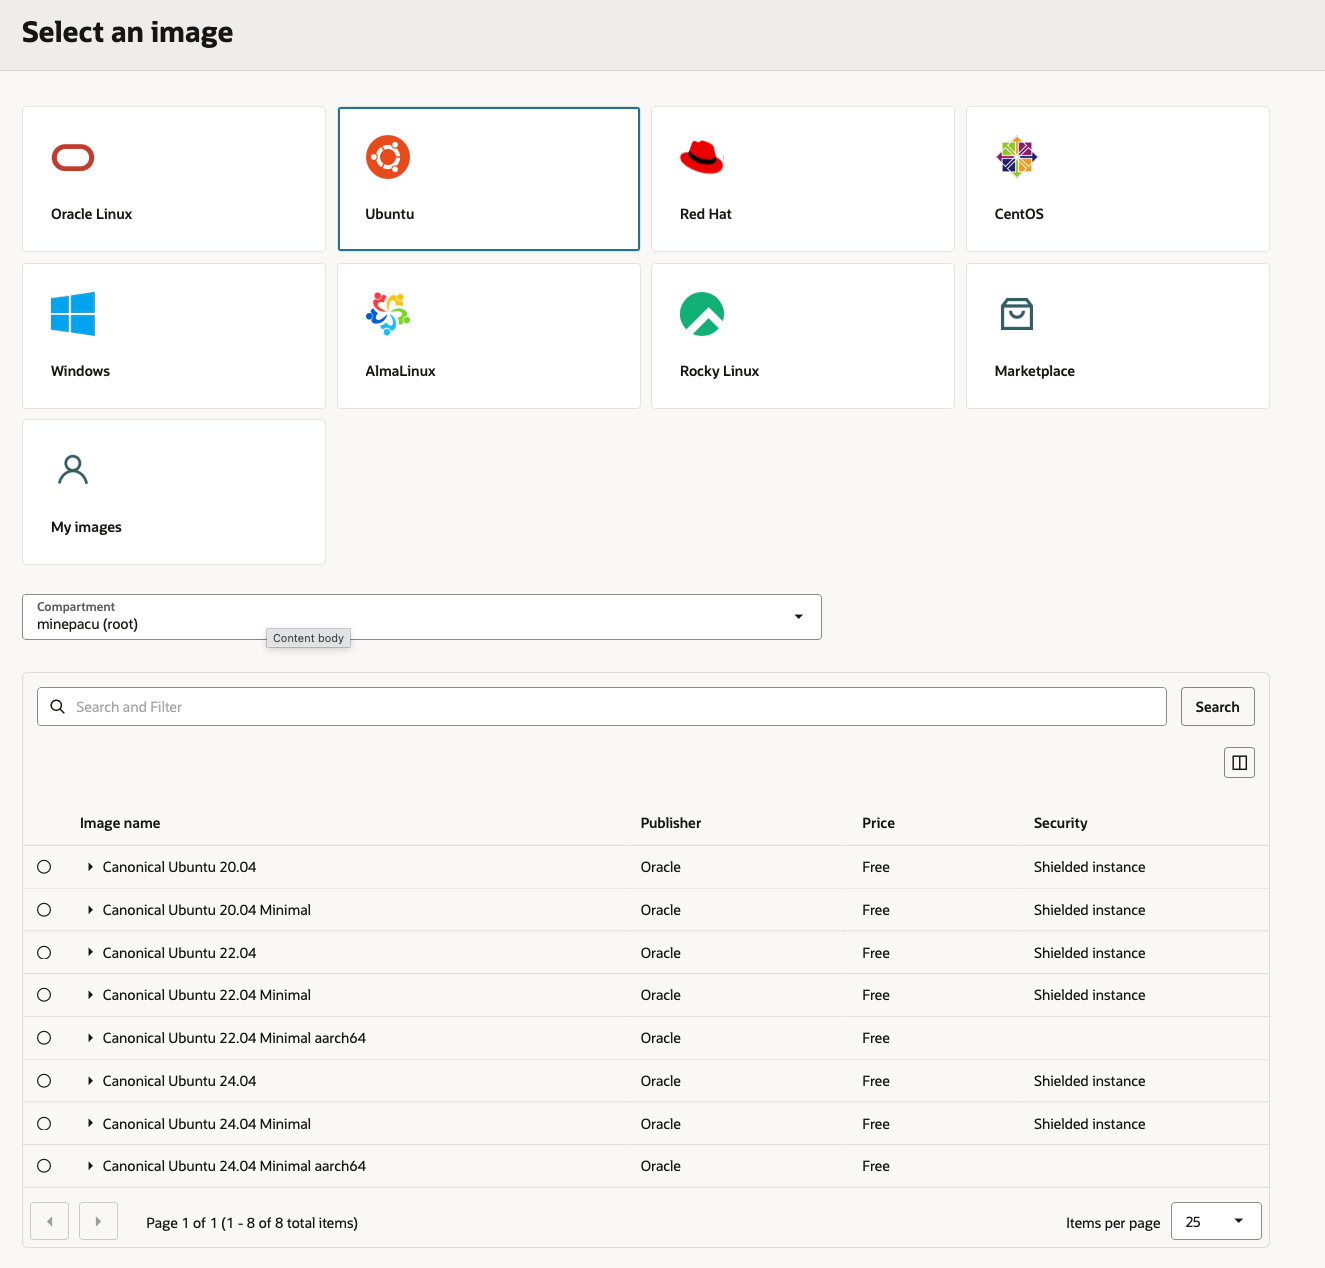 Select an image
Oracle Linux
Ubuntu
Red Hat
CentOS
Windows
AlmaLinux
Rocky Linux
Marketplace
My images
Compartment
minepacu (root)
Content body
Search and Filter
Search
Image name Publisher Price Security
Canonical Ubuntu 20.04 Oracle Free Shielded instance
Canonical Ubuntu 20.04 Minimal Oracle Free Shielded instance
Canonical Ubuntu 22.04 Oracle Free Shielded instance
Canonical Ubuntu 22.04 Minimal Oracle Free Shielded instance
Canonical Ubuntu 22.04 Minimal aarch64 Oracle Free
Canonical Ubuntu 24.04 Oracle Free Shielded instance
Canonical Ubuntu 24.04 Minimal Oracle Free Shielded instance
Canonical Ubuntu 24.04 Minimal aarch64 Oracle Free
Page 1 of 1 (1 - 8 of 8 total items) Items per page 25